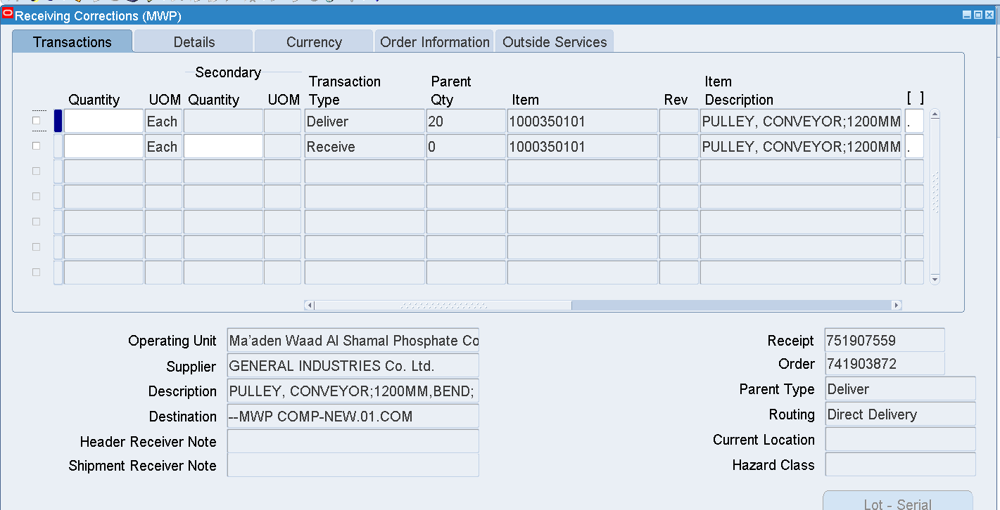 Receiving Corrections (MWP)
Transactions Details Currency Order Information Outside Services
Secondary
Transaction Parent Item
Quantity UOM Quantity UOM Type Qty Item Rev Description [ ]
Each Deliver 20 1000350101 PULLEY, CONVEYOR;1200MM .
Each Receive 0 1000350101 PULLEY, CONVEYOR;1200MM .
Operating Unit Ma'aden Waad Al Shamal Phosphate Co Receipt 751907559
Supplier GENERAL INDUSTRIES Co. Ltd. Order 741903872
Description PULLEY, CONVEYOR;1200MM,BEND; Parent Type Deliver
Destination --MWP COMP-NEW.01.COM Routing Direct Delivery
Header Receiver Note Current Location
Shipment Receiver Note Hazard Class
Lot - Serial